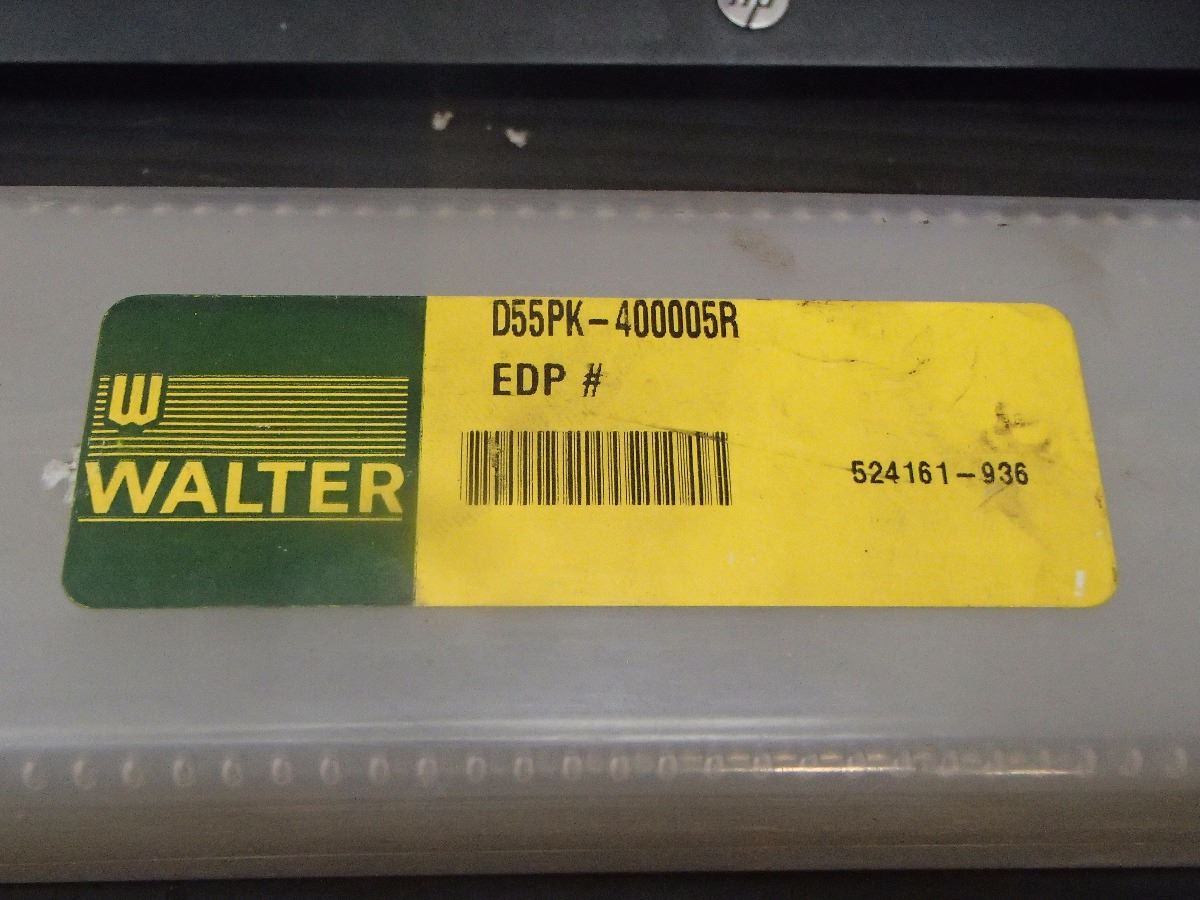 W
WALTER
D55PK-400005R
EDP #
524161-936